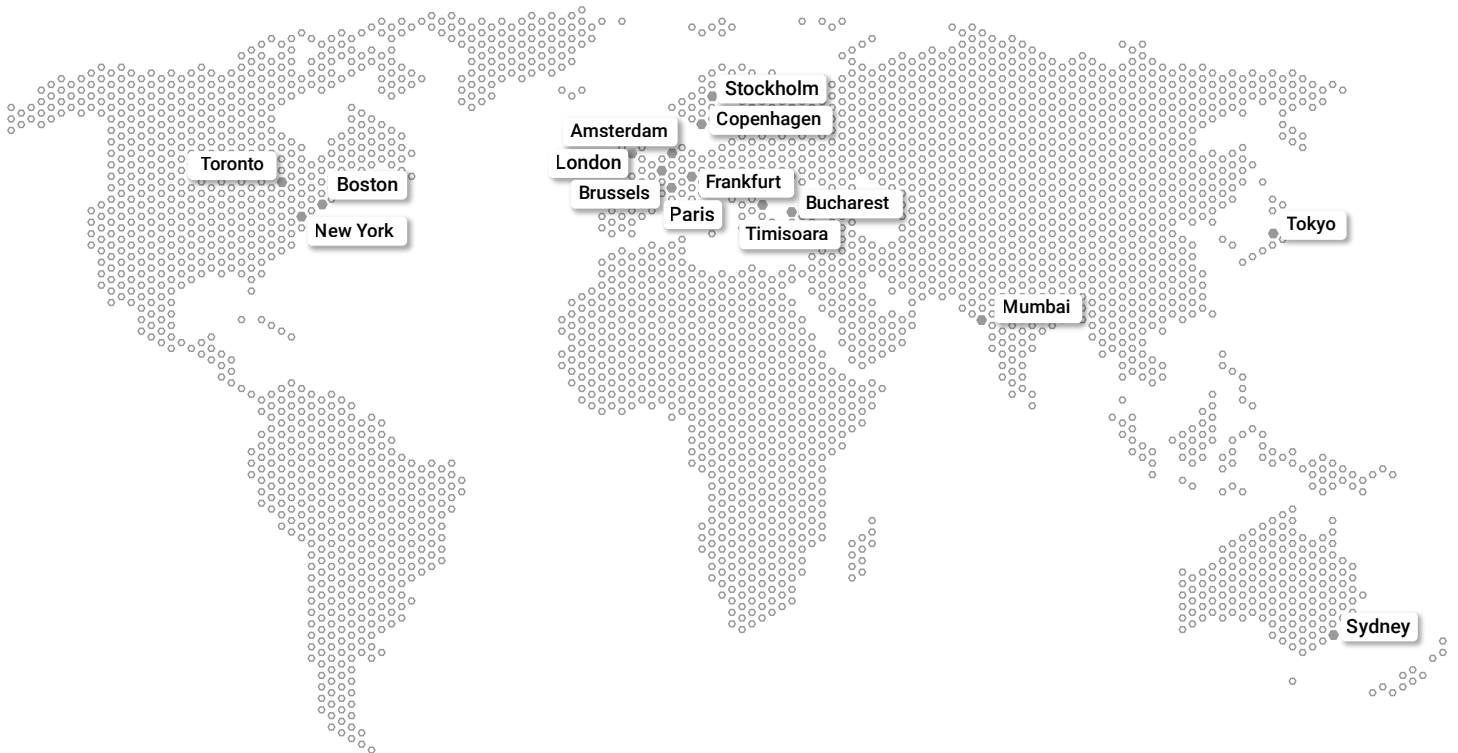 Stockholm
Copenhagen
Amsterdam
London
Toronto
Boston
Frankfurt
Brussels
Bucharest
Paris
New York
Timisoara
Tokyo
Mumbai
Sydney